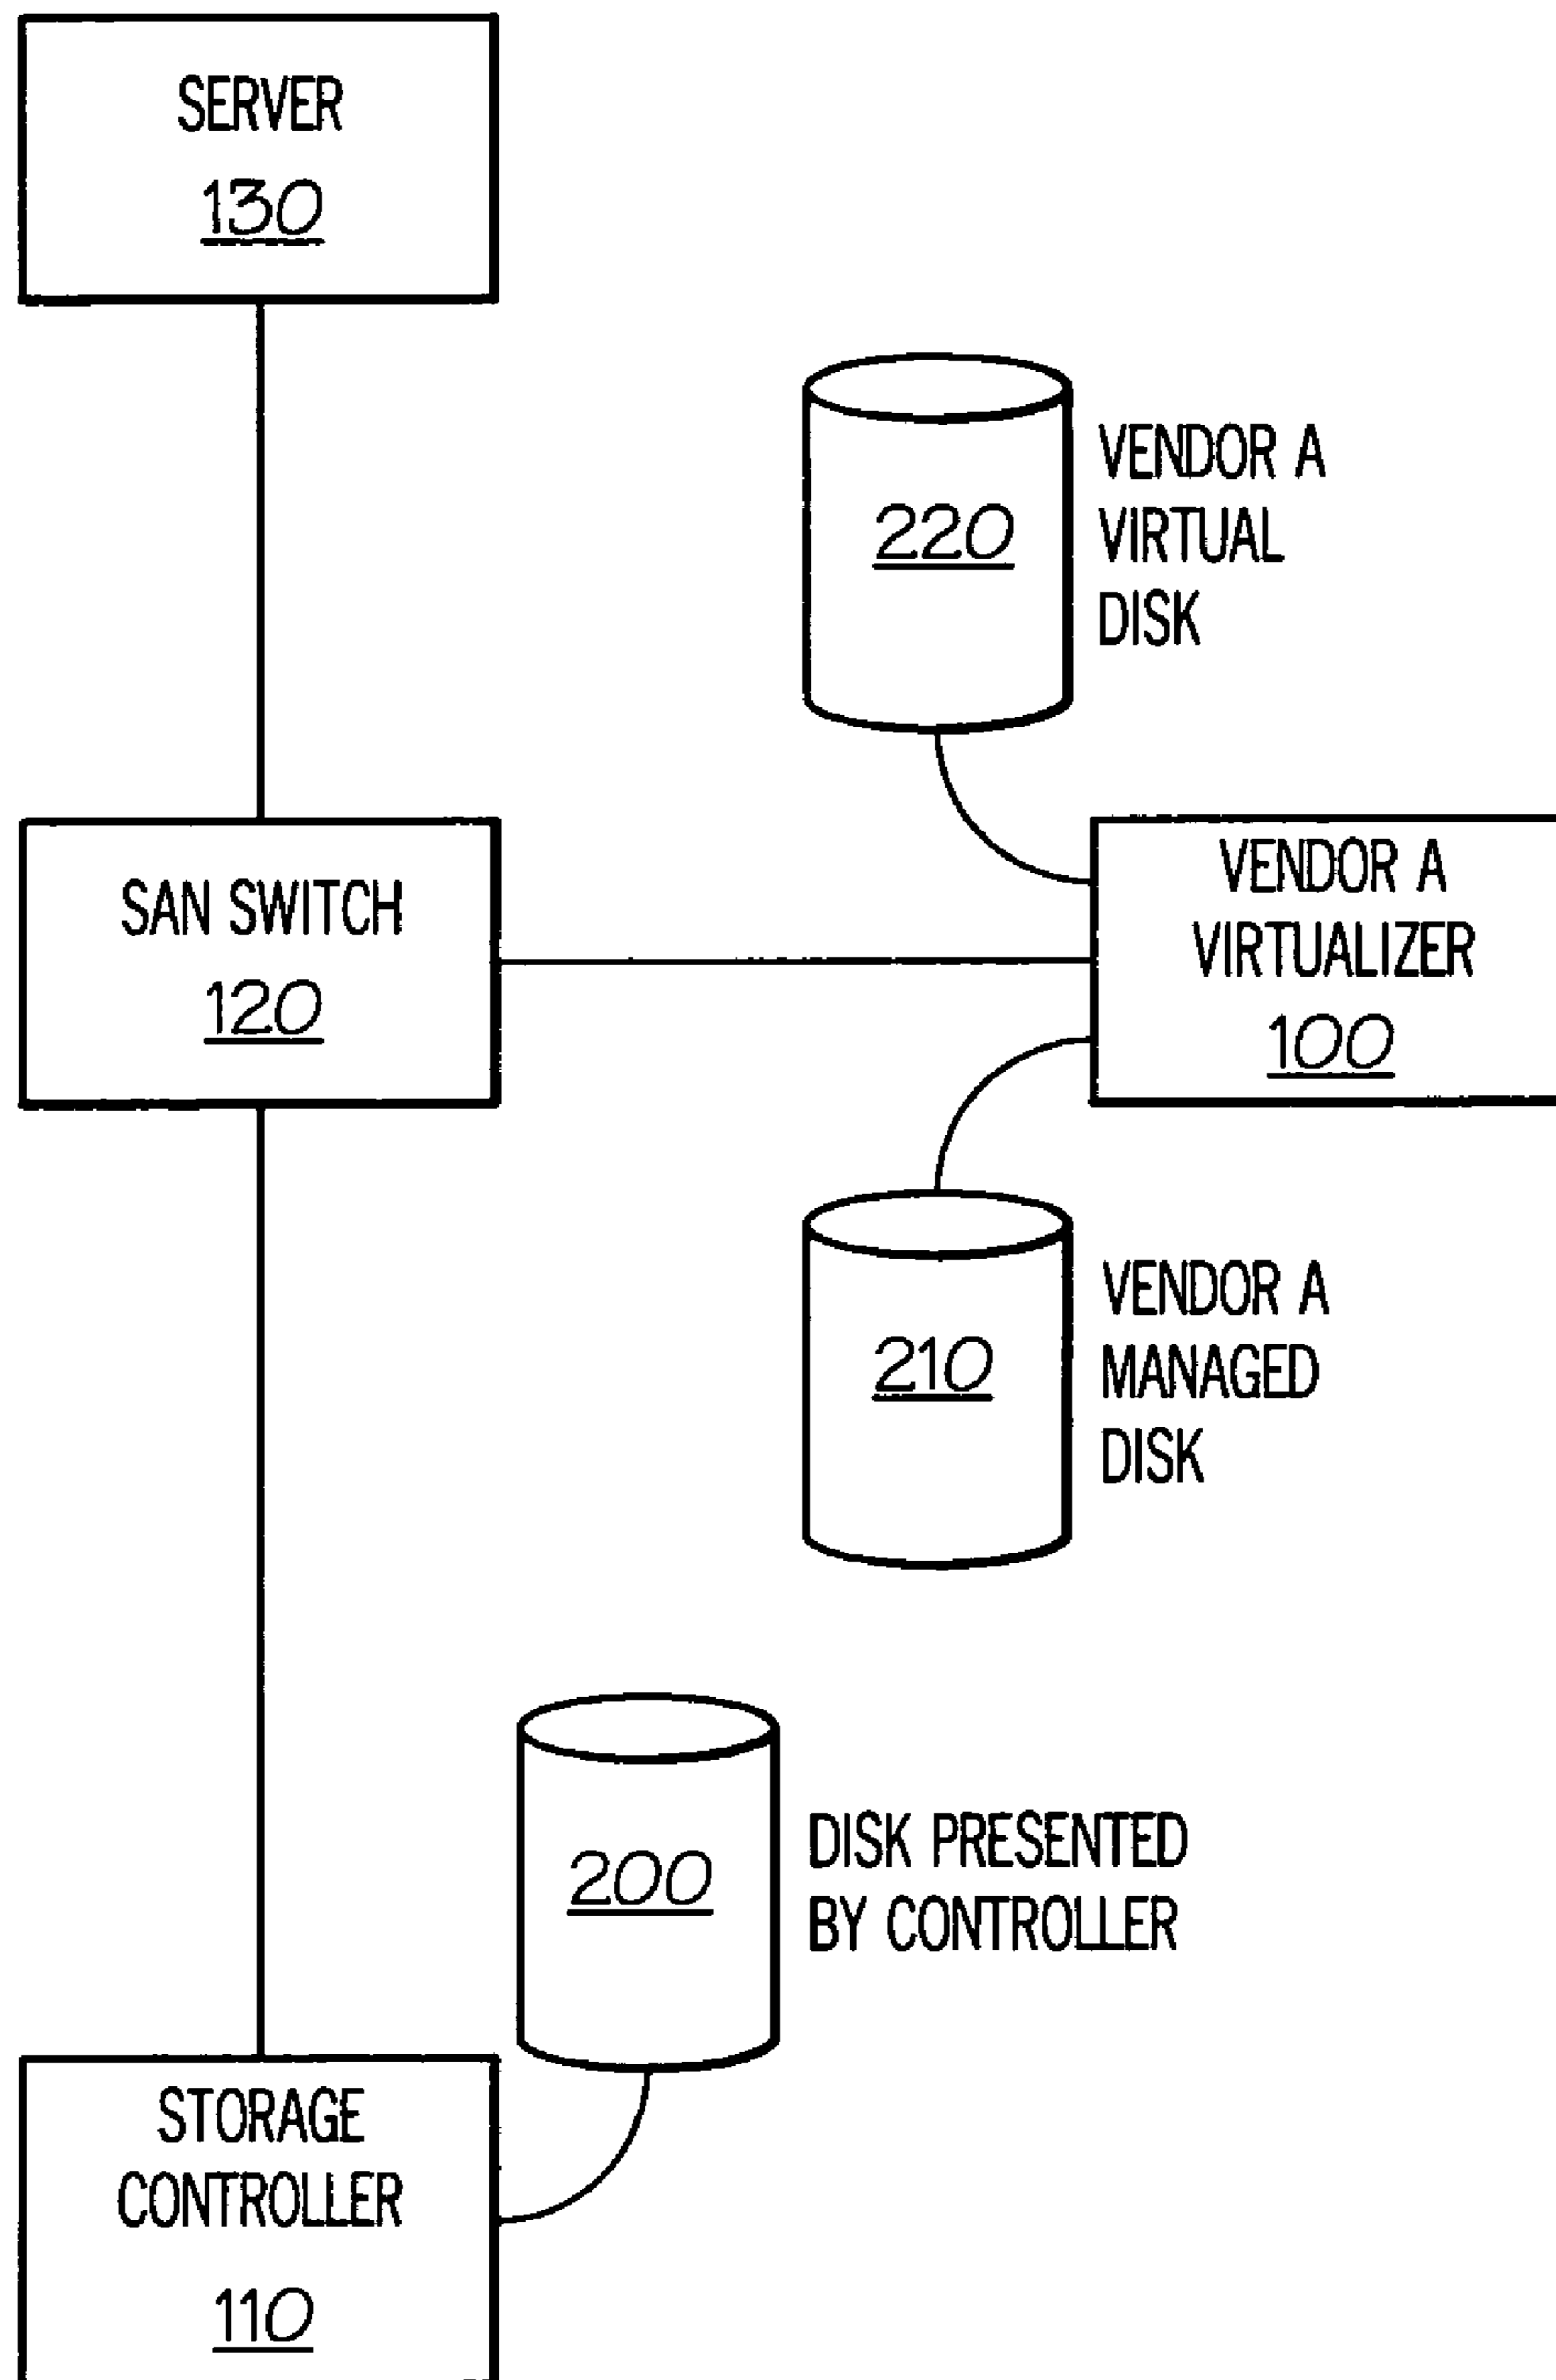 SERVER
130
VENDOR A
VIRTUAL
DISK
220
SAN SWITCH
120
VENDOR A
VIRTUALIZER
100
VENDOR A
MANAGED
DISK
210
DISK PRESENTED
BY CONTROLLER
200
STORAGE
CONTROLLER
110